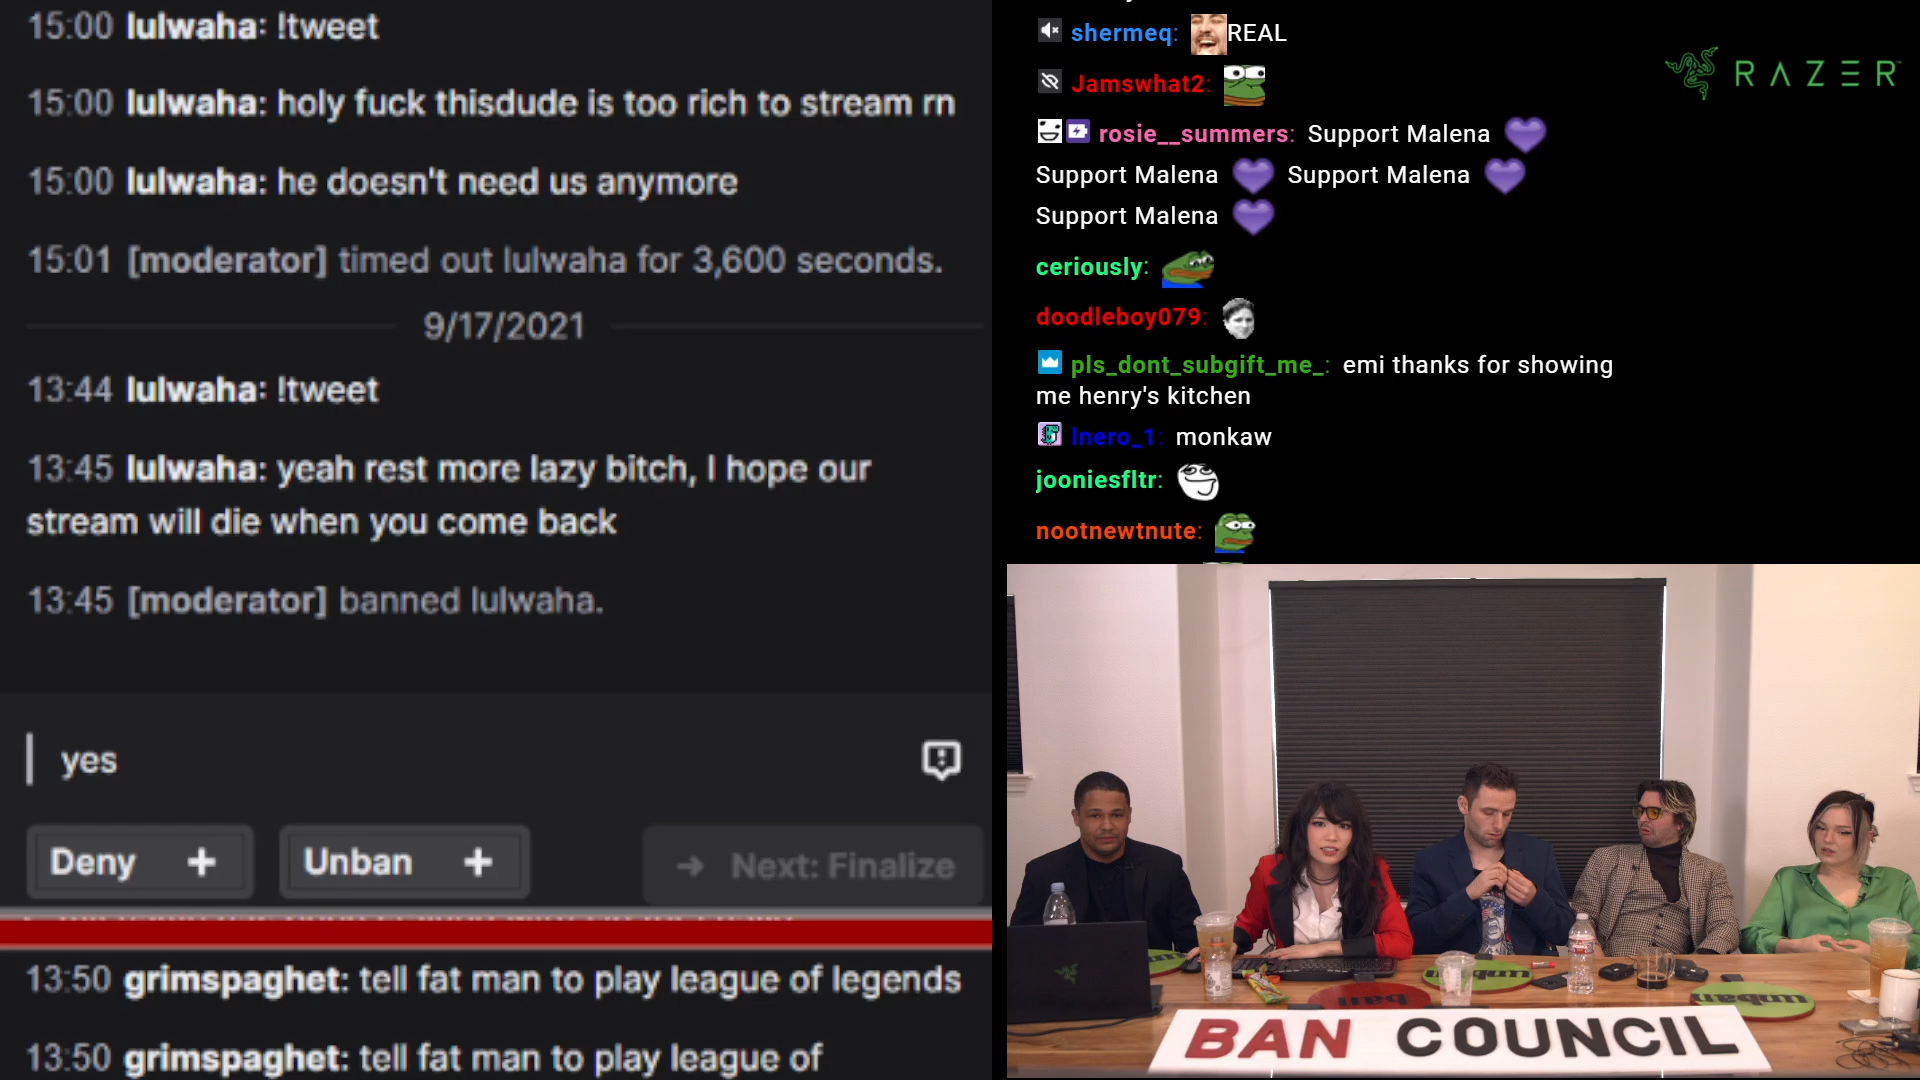 15:00 lulwaha: !tweet
15:00 lulwaha: holy fuck thisdude is too rich to stream rn
15:00 lulwaha: he doesn't need us anymore
15:01 [moderator] timed out lulwaha for 3,600 seconds.
9/17/2021
13:44 lulwaha: !tweet
13:45 lulwaha: yeah rest more lazy bitch, I hope our
stream will die when you come back
13:45 [moderator] banned lulwaha.
yes
Deny +
Unban +
→ Next: Finalize
13:50 grimspaghet: tell fat man to play league of legends
13:50 grimspaghet: tell fat man to play league of
shermeq: REAL
Jamswhat2:
rosie__summers: Support Malena
Support Malena Support Malena
Support Malena
ceriously:
doodleboy079:
pls_dont_subgift_me_: emi thanks for showing
me henry's kitchen
lnero_1: monkaw
jooniesfltr:
nootnewtnute:
RAZER
unban
ban
unban
BAN COUNCIL